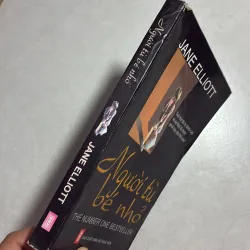 Người tù bé nhỏ
JANE ELLIOTT
JANE ELLIOTT
Người tù
bé nhỏ
THE NUMBER ONE BESTSELLER